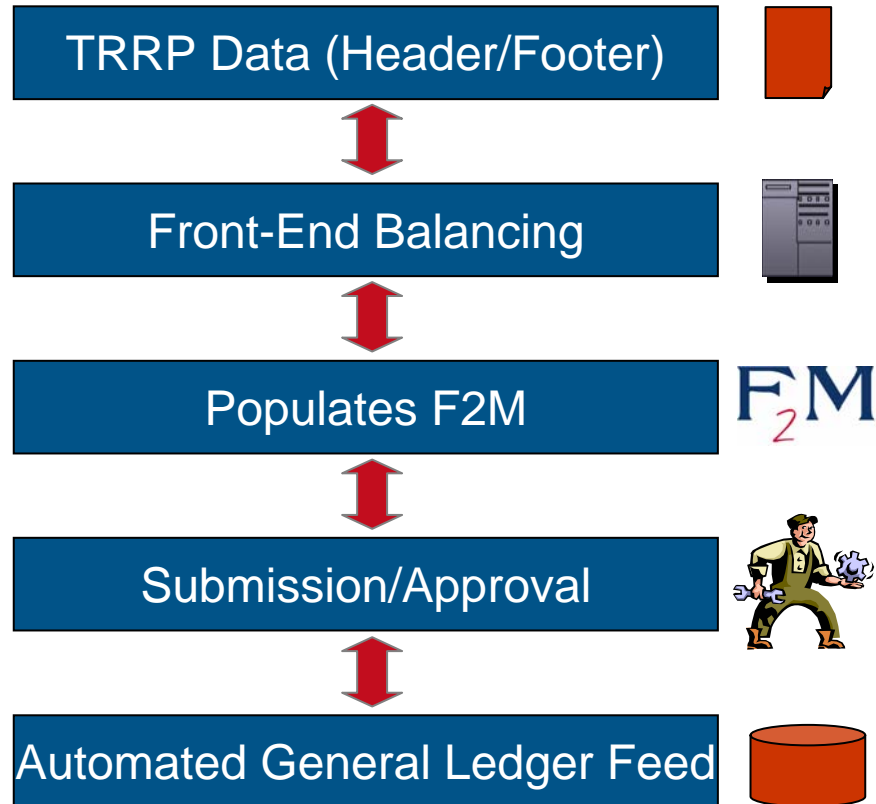 TRRP Data (Header/Footer)
Front-End Balancing
Populates F2M
F2M
Submission/Approval
Automated General Ledger Feed